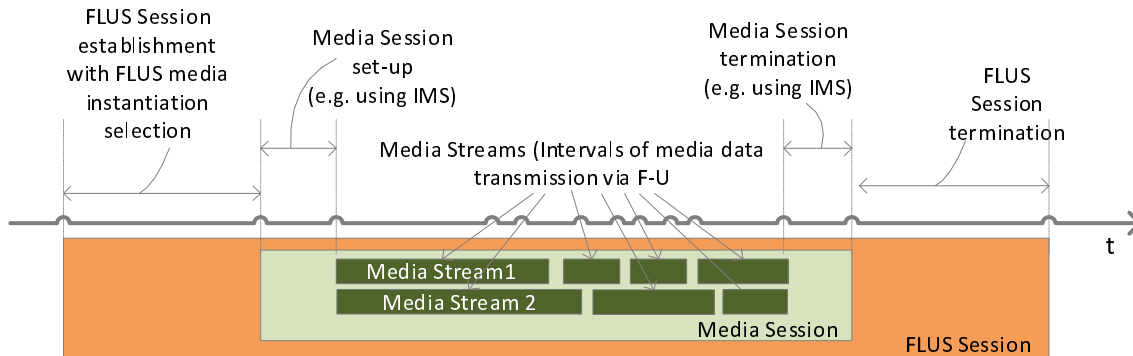 FLUS Session
establishment
with FLUS media
instantiation
selection
Media Session
set-up
(e.g. using IMS)
Media Session
termination
(e.g. using IMS)
FLUS
Session
termination
Media Streams (Intervals of media data
transmission via F-U
t
Media Stream1
Media Stream 2
Media Session
FLUS Session